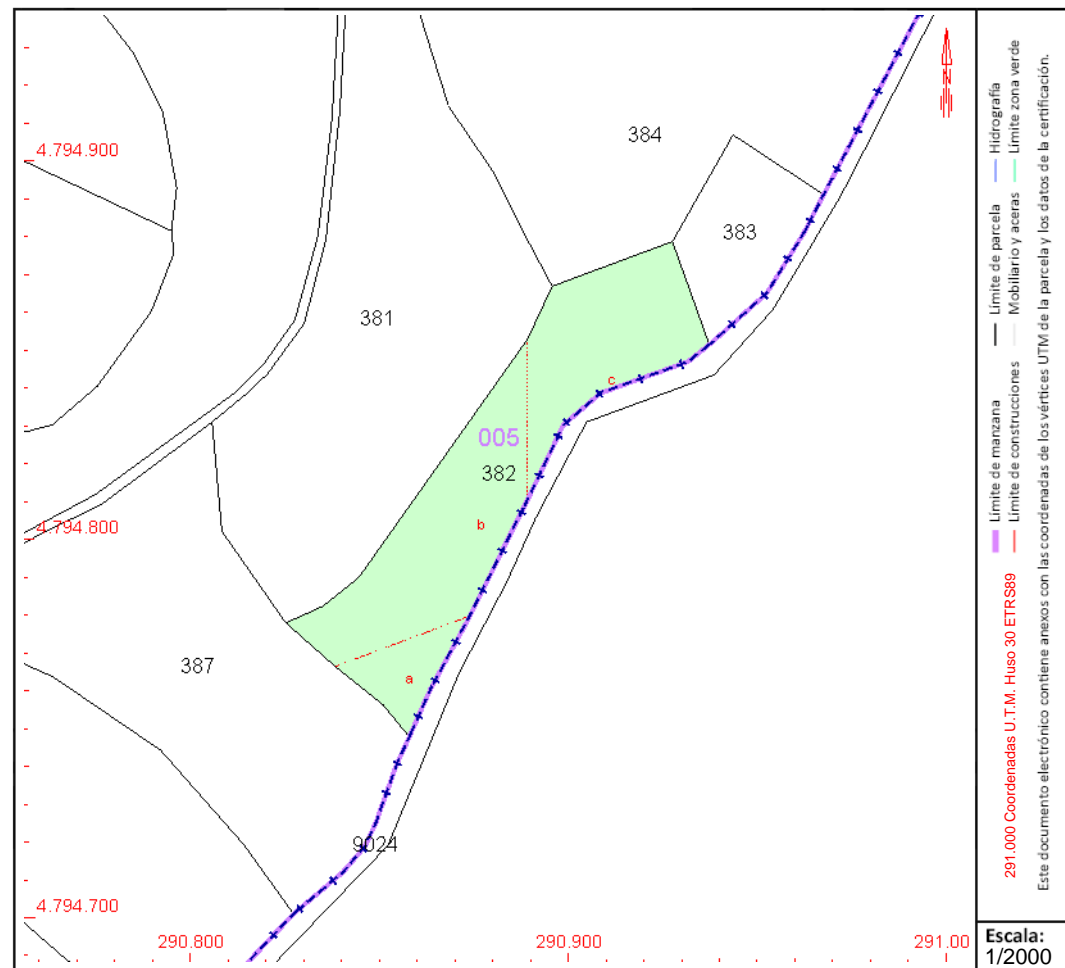 N
384
4.794.900
383
381
005
382
c
b
4.794.800
387
a
9024
4.794.700
290.800
290.900
291.00
Límite de manzana
Límite de parcela
Hidrografía
Límite de construcciones
Mobiliario y aceras
Límite zona verde
291.000 Coordenadas U.T.M. Huso 30 ETRS89
Este documento electrónico contiene anexos con las coordenadas de los vértices UTM de la parcela y los datos de la certificación.
Escala:
1/2000